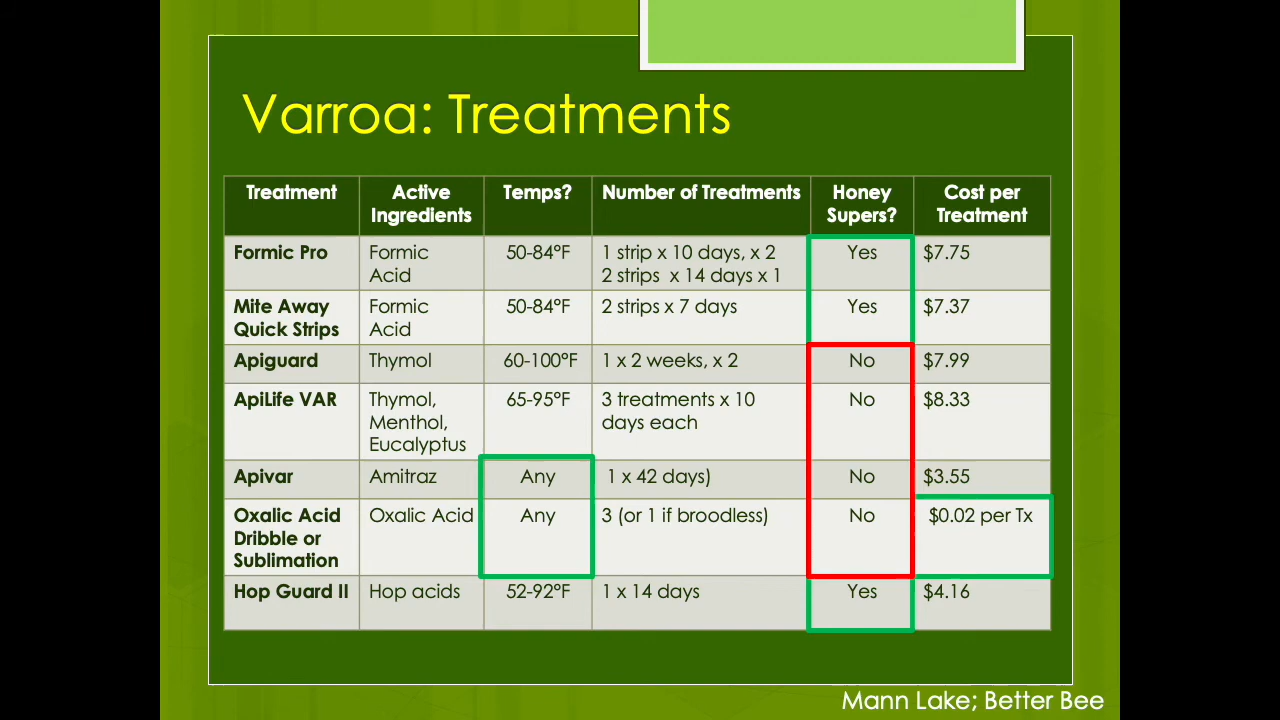 Varroa: Treatments
Treatment
Active
Ingredients
Temps?
Number of Treatments
Honey
Supers?
Cost per
Treatment
Formic Pro
Formic
Acid
50-84°F
1 strip x 10 days, x 2
2 strips  x 14 days x 1
Yes
$7.75
Mite Away
Quick Strips
Formic
Acid
50-84°F
2 strips x 7 days
Yes
$7.37
Apiguard
Thymol
60-100°F
1 x 2 weeks, x 2
No
$7.99
ApiLife VAR
Thymol,
Menthol,
Eucalyptus
65-95°F
3 treatments x 10
days each
No
$8.33
Apivar
Amitraz
Any
1 x 42 days)
No
$3.55
Oxalic Acid
Dribble or
Sublimation
Oxalic Acid
Any
3 (or 1 if broodless)
No
$0.02 per Tx
Hop Guard II
Hop acids
52-92°F
1 x 14 days
Yes
$4.16
Mann Lake; Better Bee